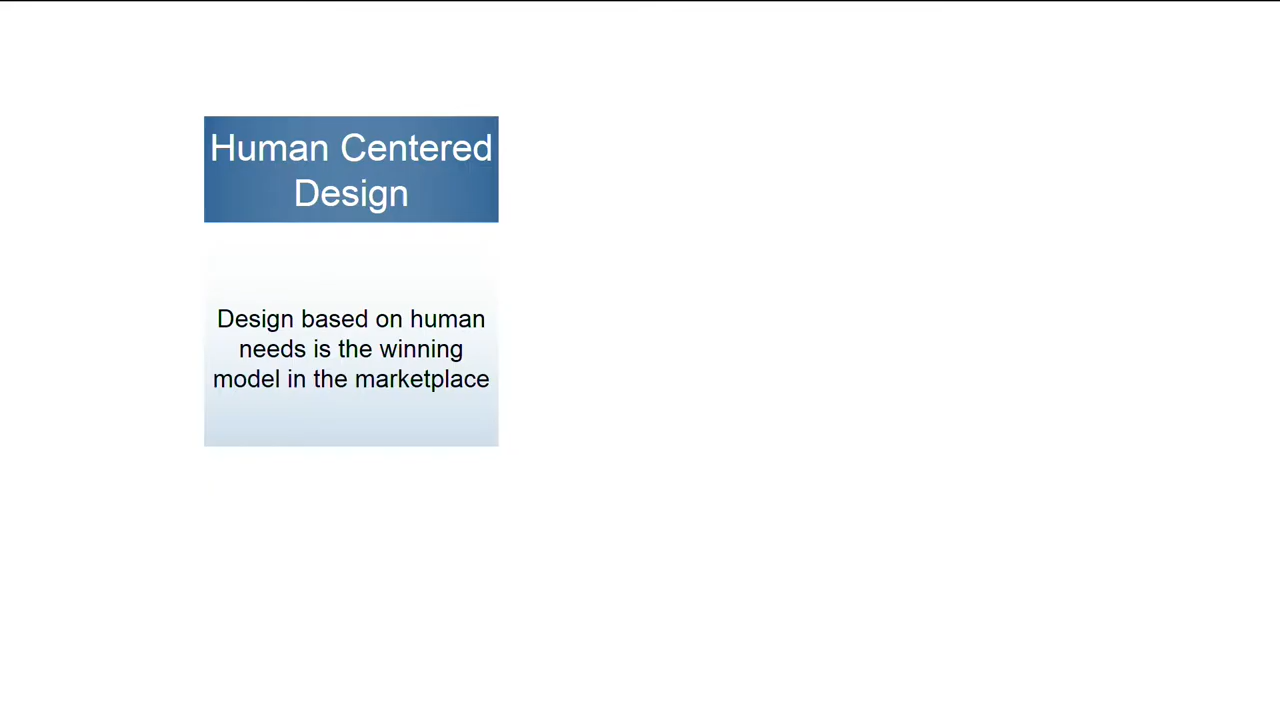 Human Centered
Design
Design based on human
needs is the winning
model in the marketplace